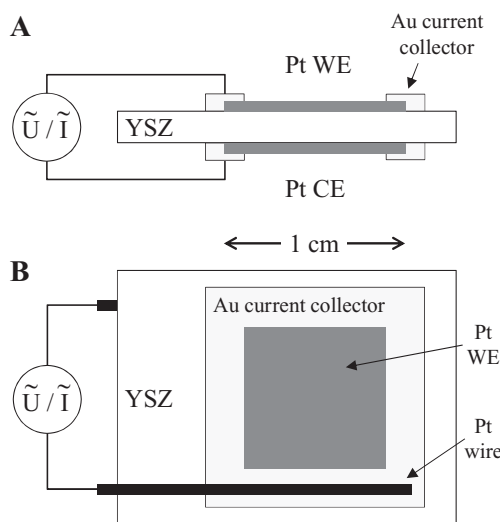 A
Au current
collector
Pt WE
Ũ / Ĩ
YSZ
Pt CE
1 cm
B
Au current collector
Pt
WE
Ũ / Ĩ
YSZ
Pt
wire